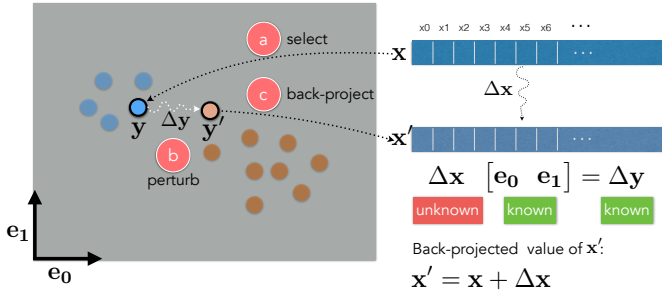 x0 x1 x2 x3 x4 x5 x6 ...
a select
x
...
c back-project
Δx
y Δy y'
x'
b
perturb
Δx [e₀ e₁] = Δy
unknown known known
e₁
e₀
Back-projected value of x':
x' = x + Δx